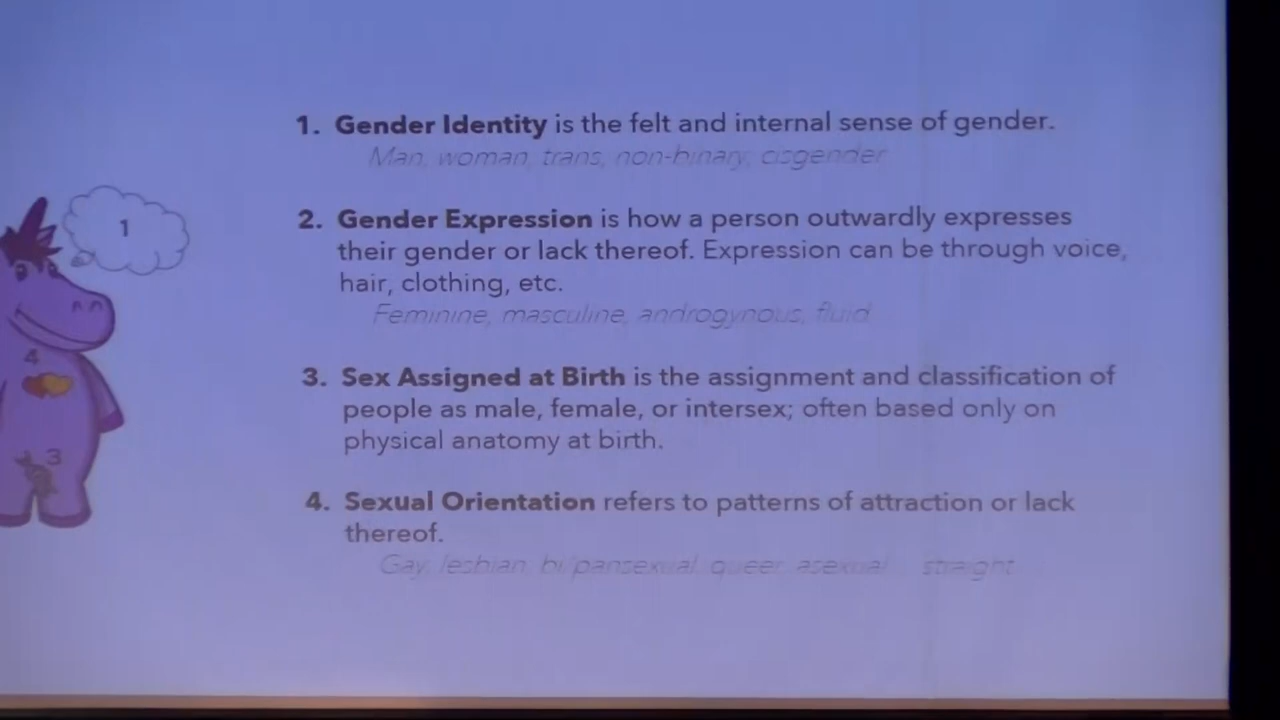 1. Gender Identity is the felt and internal sense of gender.
Man, woman, trans, non-binary, cisgender
2. Gender Expression is how a person outwardly expresses
their gender or lack thereof. Expression can be through voice,
hair, clothing, etc.
Feminine, masculine, androgynous, fluid
3. Sex Assigned at Birth is the assignment and classification of
people as male, female, or intersex; often based only on
physical anatomy at birth.
4. Sexual Orientation refers to patterns of attraction or lack
thereof.
Gay, lesbian, bi/pansexual, queer, asexual, straight
1
4
3